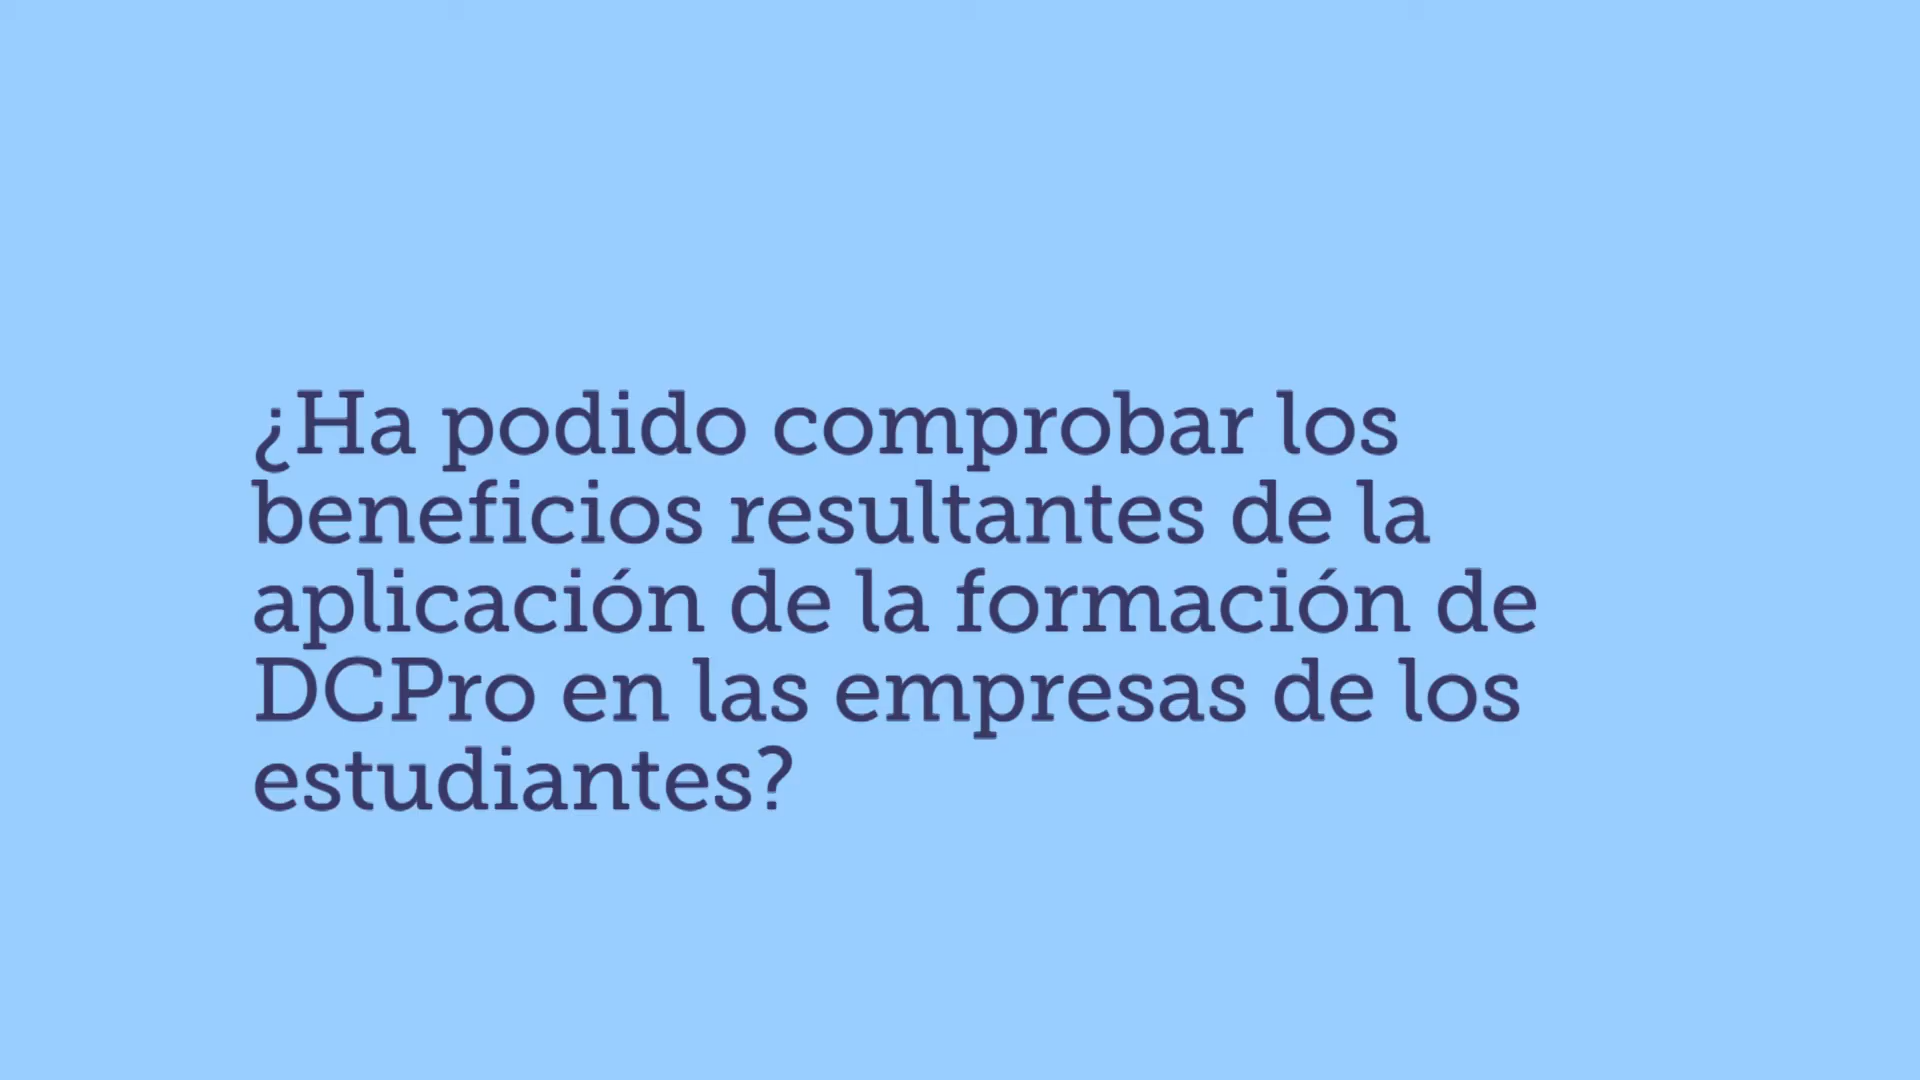 ¿Ha podido comprobar los
beneficios resultantes de la
aplicación de la formación de
DCPro en las empresas de los
estudiantes?